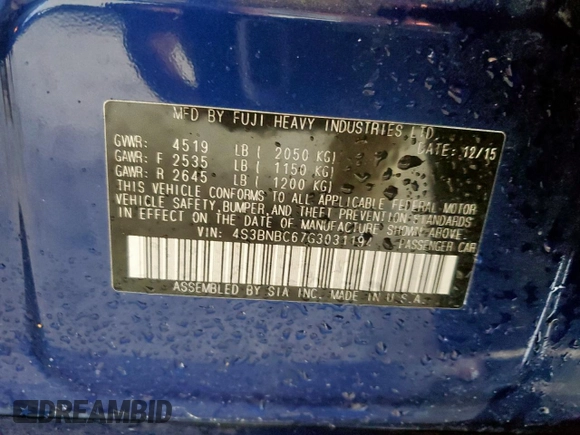 MFD BY FUJI HEAVY INDUSTRIES LTD.
GVWR: 4519 LB ( 2050 KG) DATE: 12/15
GAWR: F 2535 LB ( 1150 KG)
GAWR: R 2645 LB ( 1200 KG)
THIS VEHICLE CONFORMS TO ALL APPLICABLE FEDERAL MOTOR
VEHICLE SAFETY, BUMPER, AND THEFT PREVENTION STANDARDS
IN EFFECT ON THE DATE OF MANUFACTURE SHOWN ABOVE.
VIN: 4S3BNBC67G3031197 PASSENGER CAR
ASSEMBLED BY SIA INC. MADE IN U.S.A.
DREAMBID